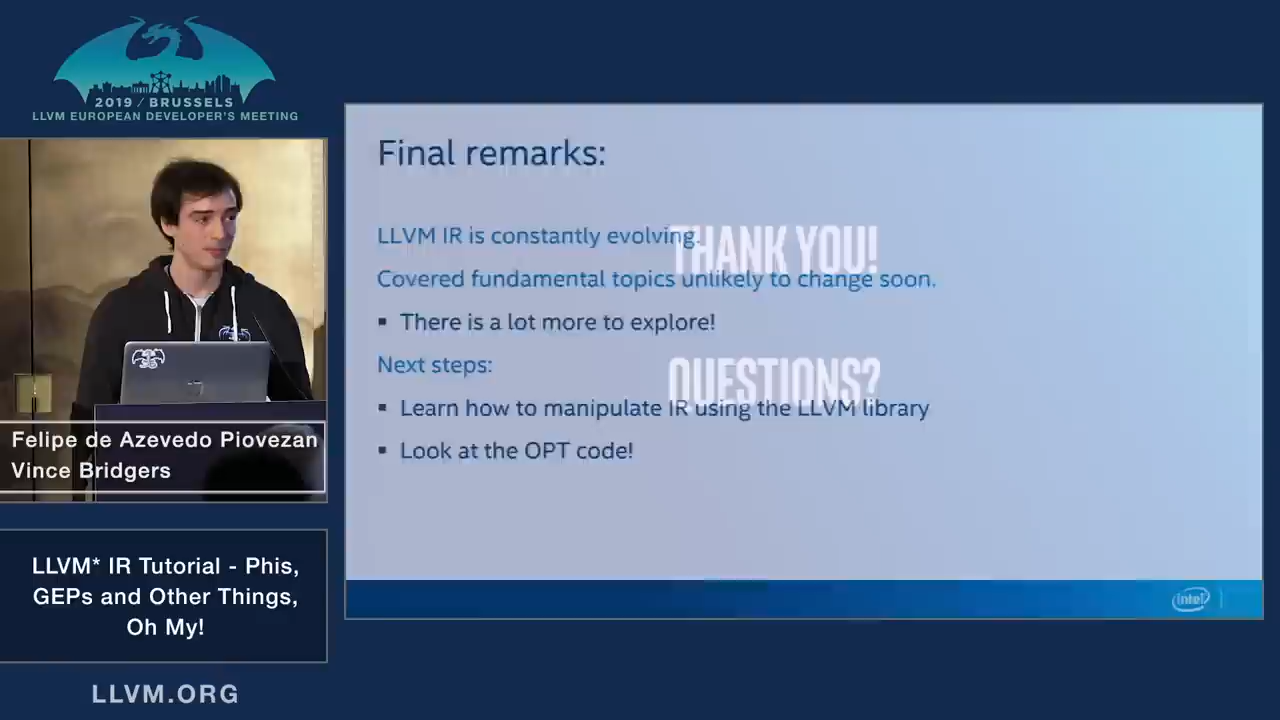 2019 / BRUSSELS
LLVM EUROPEAN DEVELOPER'S MEETING
Felipe de Azevedo Piovezan
Vince Bridgers
LLVM* IR Tutorial - Phis,
GEPs and Other Things,
Oh My!
LLVM.ORG
Final remarks:
LLVM IR is constantly evolving.
THANK YOU!
Covered fundamental topics unlikely to change soon.
▪ There is a lot more to explore!
Next steps:
QUESTIONS?
▪ Learn how to manipulate IR using the LLVM library
▪ Look at the OPT code!
intel